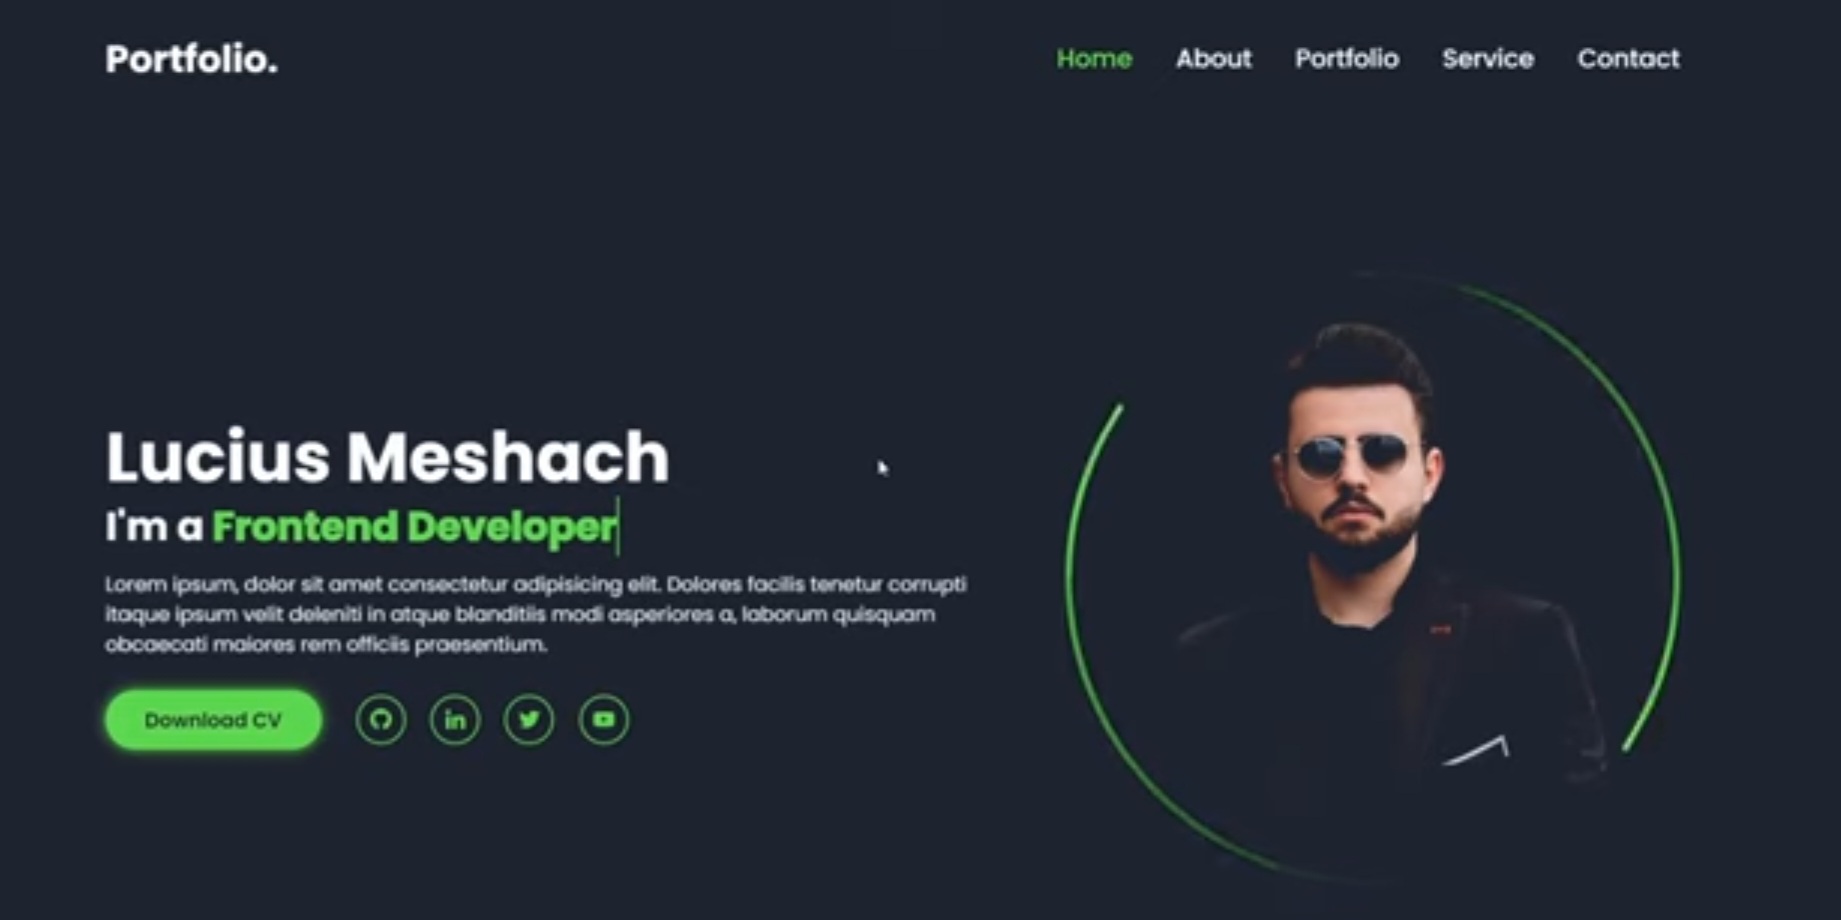 Portfolio.
Home About Portfolio Service Contact
Lucius Meshach
I'm a Frontend Developer
Lorem ipsum, dolor sit amet consectetur adipisicing elit. Dolores facilis tenetur corrupti
itaque ipsum velit deleniti in atque blanditiis modi asperiores a, laborum quisquam
obcaecati maiores rem officiis praesentium.
Download CV
in